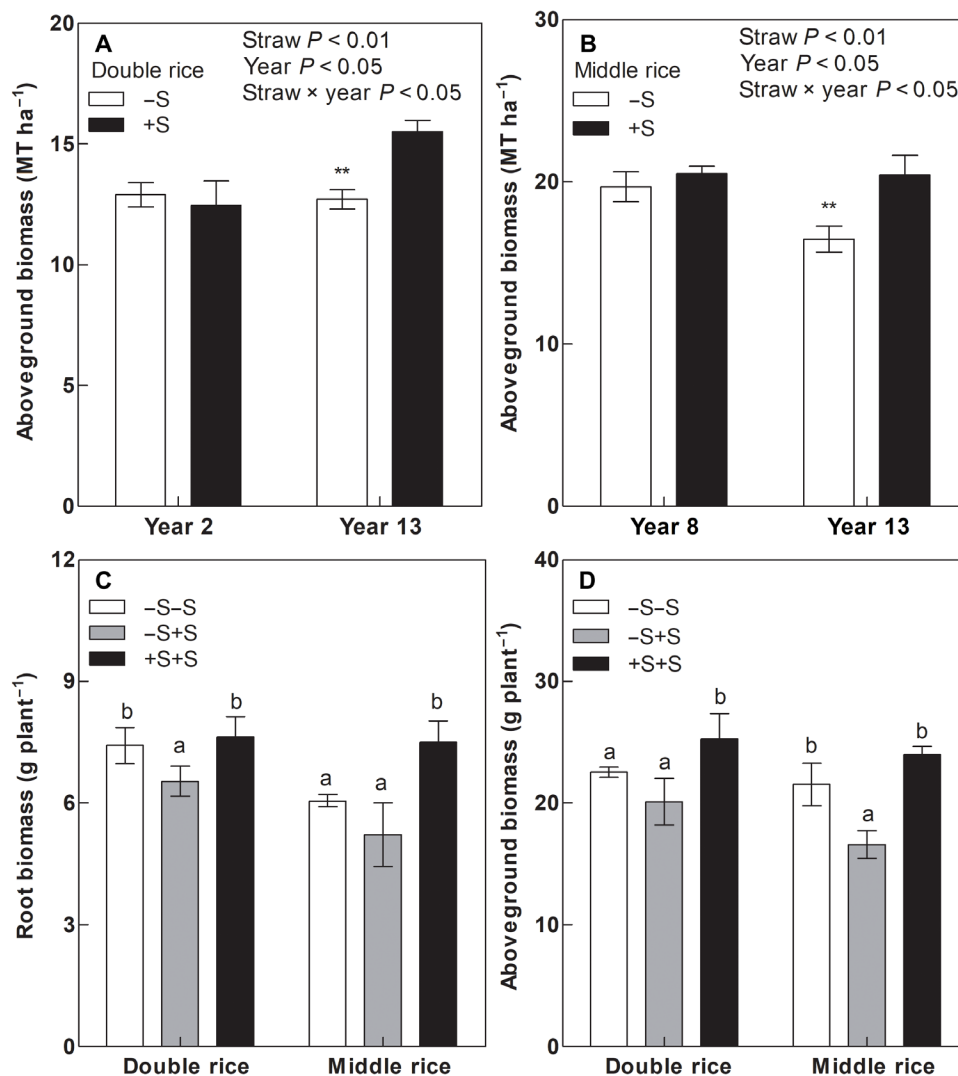 A
Double rice
–S
+S
Straw P < 0.01
Year P < 0.05
Straw × year P < 0.05
Aboveground biomass (MT ha⁻¹)
20
15
10
5
0
**
Year 2
Year 13
B
Middle rice
–S
+S
Straw P < 0.01
Year P < 0.05
Straw × year P < 0.05
Aboveground biomass (MT ha⁻¹)
30
20
10
0
**
Year 8
Year 13
C
–S–S
–S+S
+S+S
Root biomass (g plant⁻¹)
12
9
6
3
0
b
a
b
a
a
b
Double rice
Middle rice
D
–S–S
–S+S
+S+S
Aboveground biomass (g plant⁻¹)
40
30
20
10
0
a
a
b
b
a
b
Double rice
Middle rice